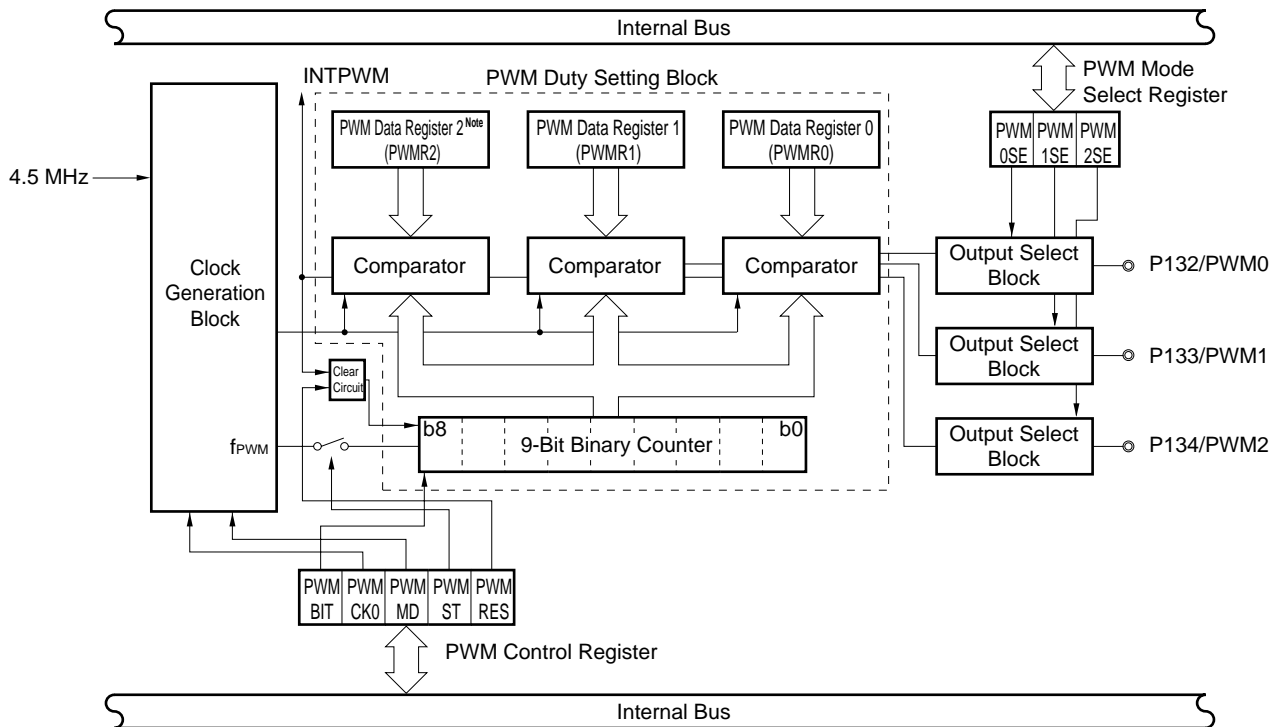 Internal Bus
INTPWM
PWM Duty Setting Block
PWM Mode
Select Register
PWM Data Register 2 Note
(PWMR2)
PWM Data Register 1
(PWMR1)
PWM Data Register 0
(PWMR0)
PWM PWM PWM
0SE 1SE 2SE
4.5 MHz
Clock
Generation
Block
Comparator
Comparator
Comparator
Output Select
Block
P132/PWM0
Output Select
Block
P133/PWM1
Clear
Circuit
fPWM
b8
9-Bit Binary Counter
b0
Output Select
Block
P134/PWM2
PWM PWM PWM PWM PWM
BIT CK0 MD ST RES
PWM Control Register
Internal Bus